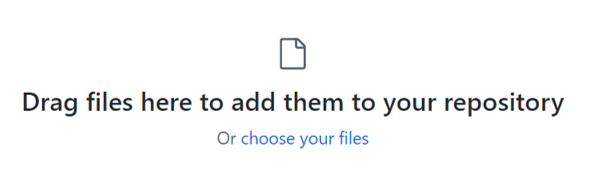 Drag files here to add them to your repository
Or choose your files